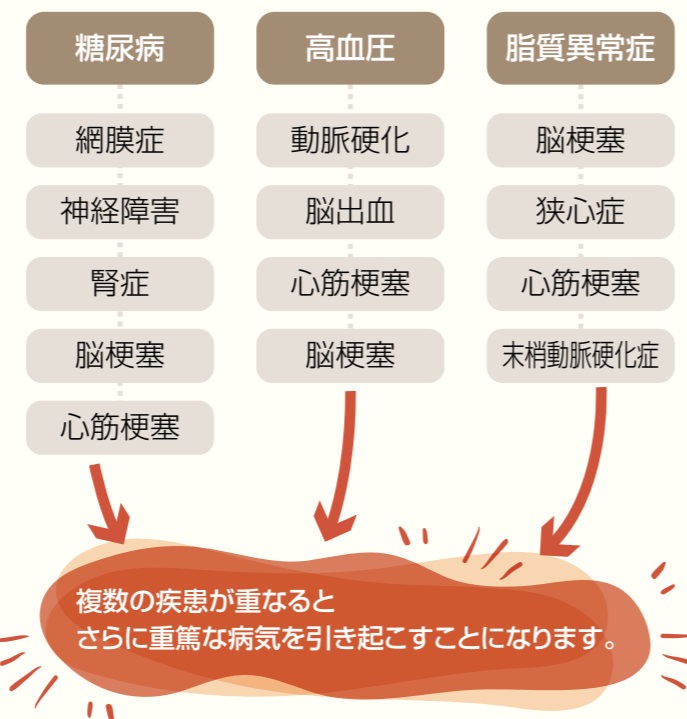 糖尿病
網膜症
神経障害
腎症
脳梗塞
心筋梗塞
高血圧
動脈硬化
脳出血
心筋梗塞
脳梗塞
脂質異常症
脳梗塞
狭心症
心筋梗塞
末梢動脈硬化症
複数の疾患が重なると
さらに重篤な病気を引き起こすことになります。